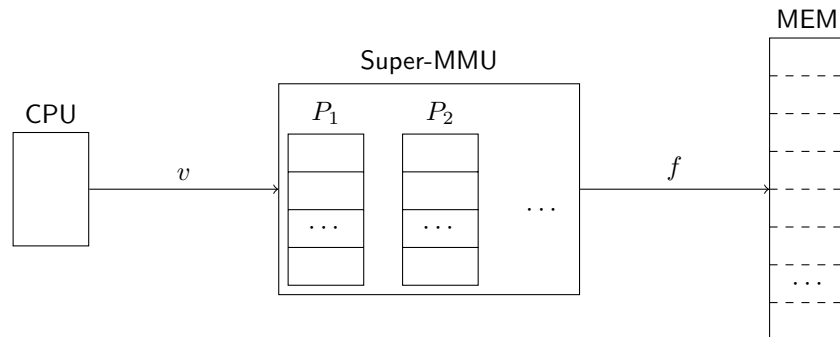 MEM
Super-MMU
CPU
P₁ P₂
v
f
...
... ...
...